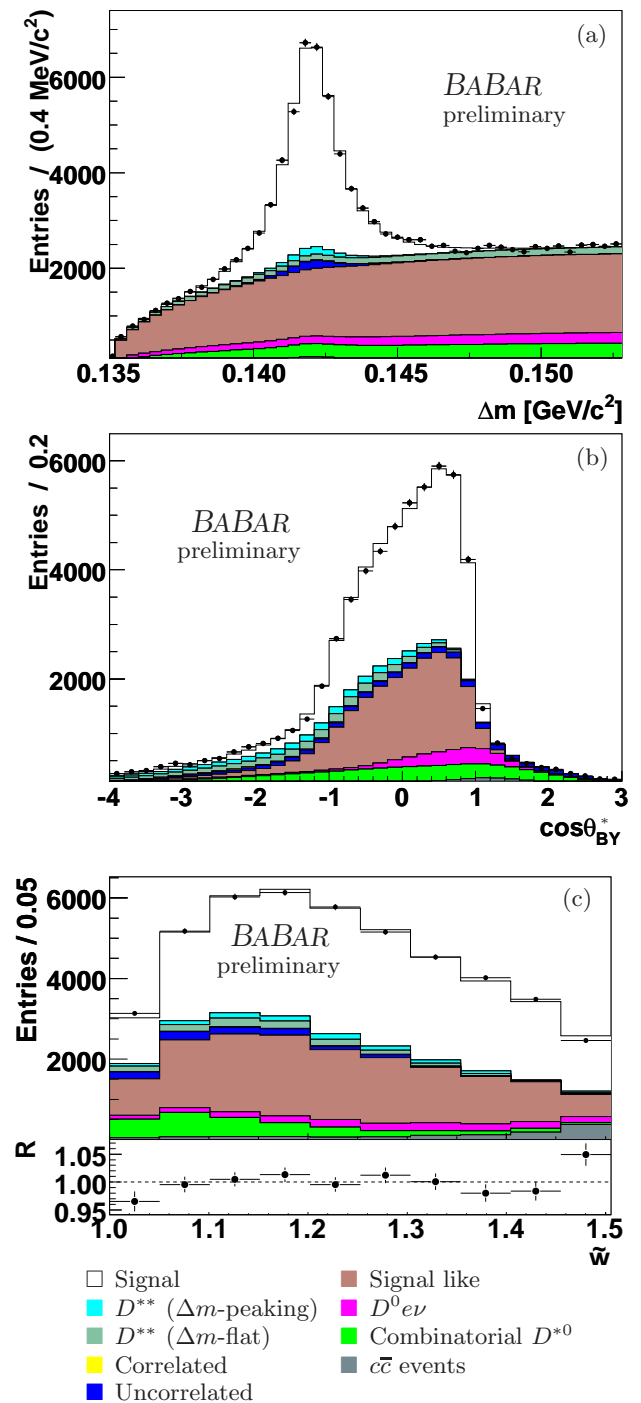 (a)
BABAR
preliminary
Entries / (0.4 MeV/c²)
6000
4000
2000
0.135 0.140 0.145 0.150
Δm [GeV/c²]
(b)
BABAR
preliminary
Entries / 0.2
6000
4000
2000
-4 -3 -2 -1 0 1 2 3
cosθ*BY
(c)
BABAR
preliminary
Entries / 0.05
6000
4000
2000
R
1.05
1.00
0.95
1.0 1.1 1.2 1.3 1.4 1.5
w̃
Signal
D** (Δm-peaking)
D** (Δm-flat)
Correlated
Uncorrelated
Signal like
D⁰eν
Combinatorial D*⁰
cc̅ events